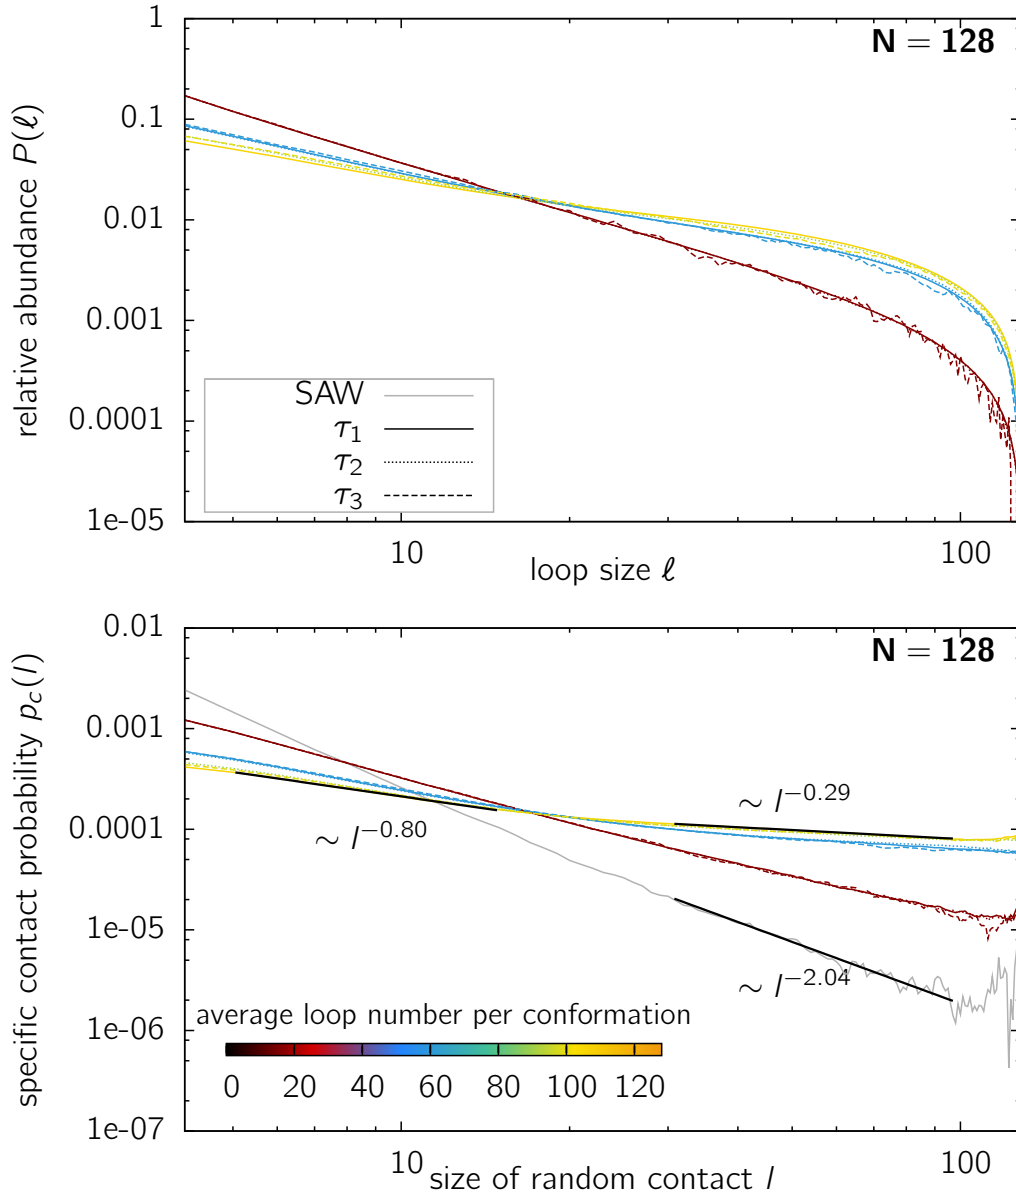 N = 128
relative abundance P(ℓ)
1
0.1
0.01
0.001
0.0001
1e-05
SAW
τ1
τ2
τ3
10
100
loop size ℓ
N = 128
specific contact probability pc(l)
0.01
0.001
0.0001
1e-05
1e-06
1e-07
∼ l^-0.29
∼ l^-0.80
∼ l^-2.04
average loop number per conformation
0 20 40 60 80 100 120
10
100
size of random contact l